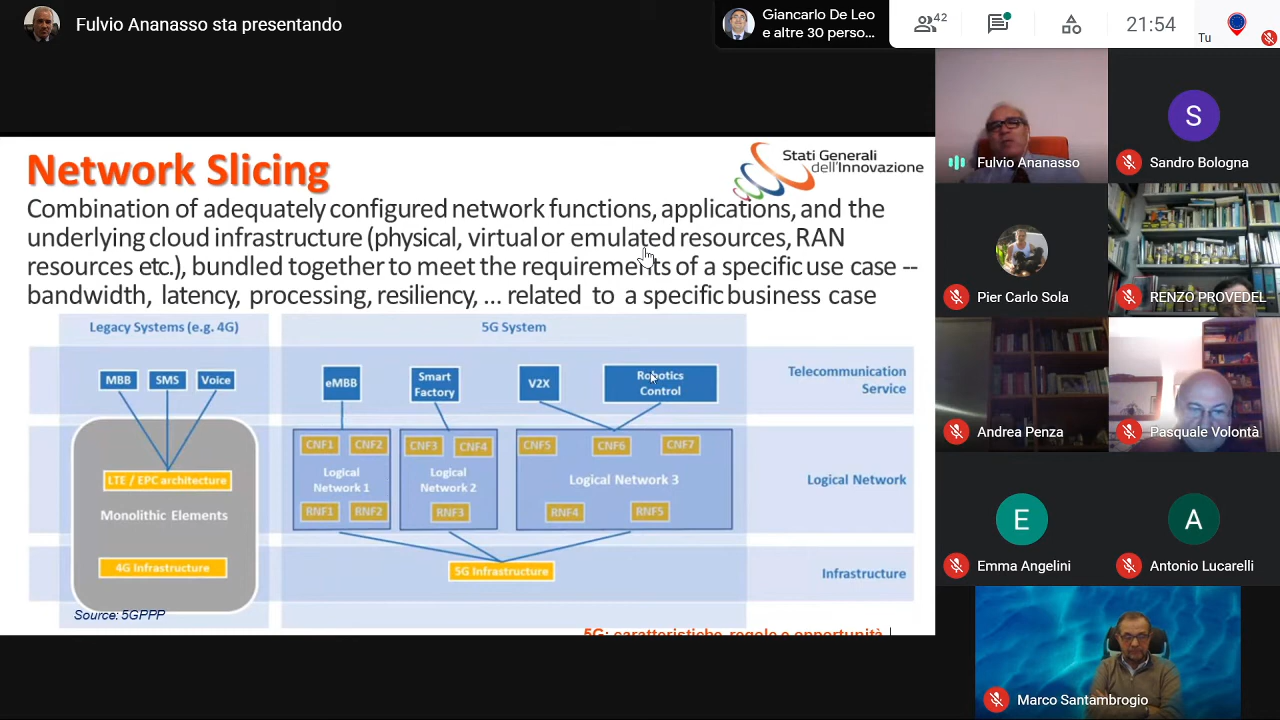 Fulvio Ananasso sta presentando
Giancarlo De Leo
e altre 30 perso...
42
21:54
Tu
Network Slicing
Stati Generali
dell'Innovazione
Combination of adequately configured network functions, applications, and the
underlying cloud infrastructure (physical, virtual or emulated resources, RAN
resources etc.), bundled together to meet the requirements of a specific use case --
bandwidth, latency, processing, resiliency, ... related to a specific business case
Legacy Systems (e.g. 4G)
5G System
MBB
SMS
Voice
eMBB
Smart
Factory
V2X
Robotics
Control
Telecommunication
Service
CNF1
CNF2
CNF3
CNF4
CNF5
CNF6
CNF7
LTE / EPC architecture
Logical
Network 1
Logical
Network 2
Logical Network 3
Logical Network
Monolithic Elements
RNF1
RNF2
RNF3
RNF4
RNF5
4G Infrastructure
5G Infrastructure
Infrastructure
Source: 5GPPP
5G: caratteristiche, regole e opportunità
Fulvio Ananasso
S
Sandro Bologna
Pier Carlo Sola
RENZO PROVEDEL
Andrea Penza
Pasquale Volontà
E
Emma Angelini
A
Antonio Lucarelli
Marco Santambrogio